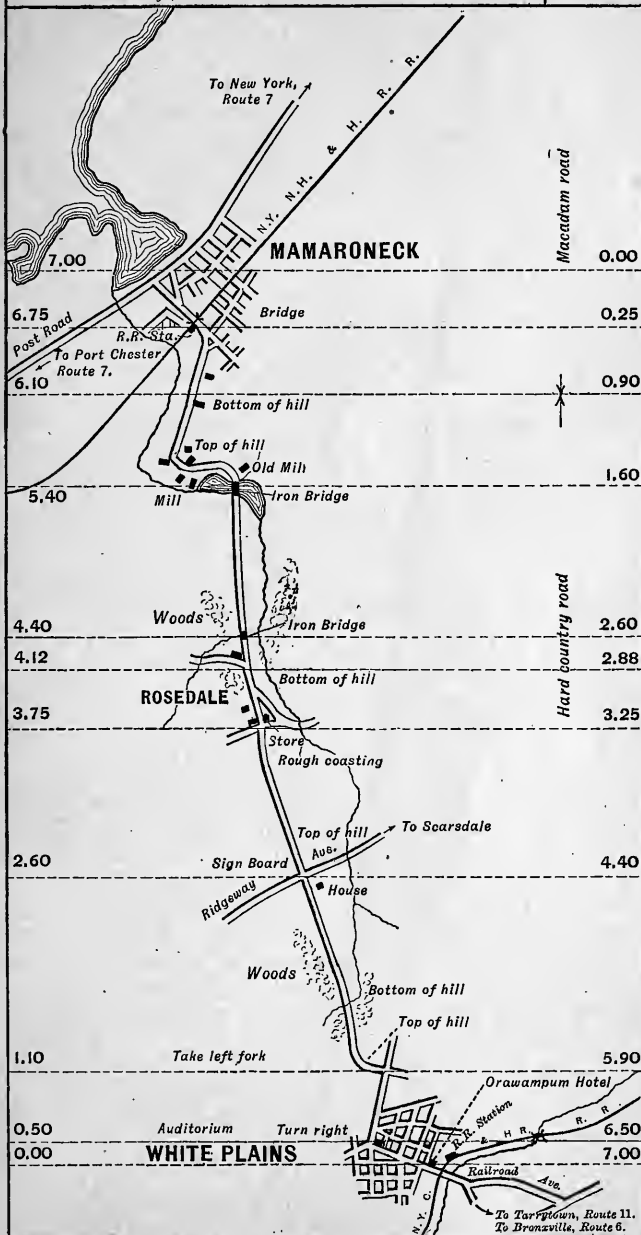 To New York,
Route 7
N.Y. N.H. & H. R. R.
Macadam road
MAMARONECK
7.00
0.00
Post Road
6.75
Bridge
0.25
R.R. Sta.
To Port Chester
Route 7.
6.10
0.90
Bottom of hill
Top of hill
Old Mill
5.40
Mill
Iron Bridge
1.60
Hard country road
Woods
4.40
Iron Bridge
2.60
4.12
2.88
Bottom of hill
ROSEDALE
3.75
3.25
Store
Rough coasting
Top of hill
To Scarsdale
Sign Board
Ridgeway Ave.
2.60
4.40
House
Woods
Bottom of hill
Top of hill
1.10
Take left fork
5.90
Orawampum Hotel
R.R. Station
0.50
Auditorium
Turn right
6.50
0.00
WHITE PLAINS
7.00
N.Y. C. & H R. R. R.
Railroad Ave.
To Tarrytown, Route 11.
To Bronxville, Route 6.